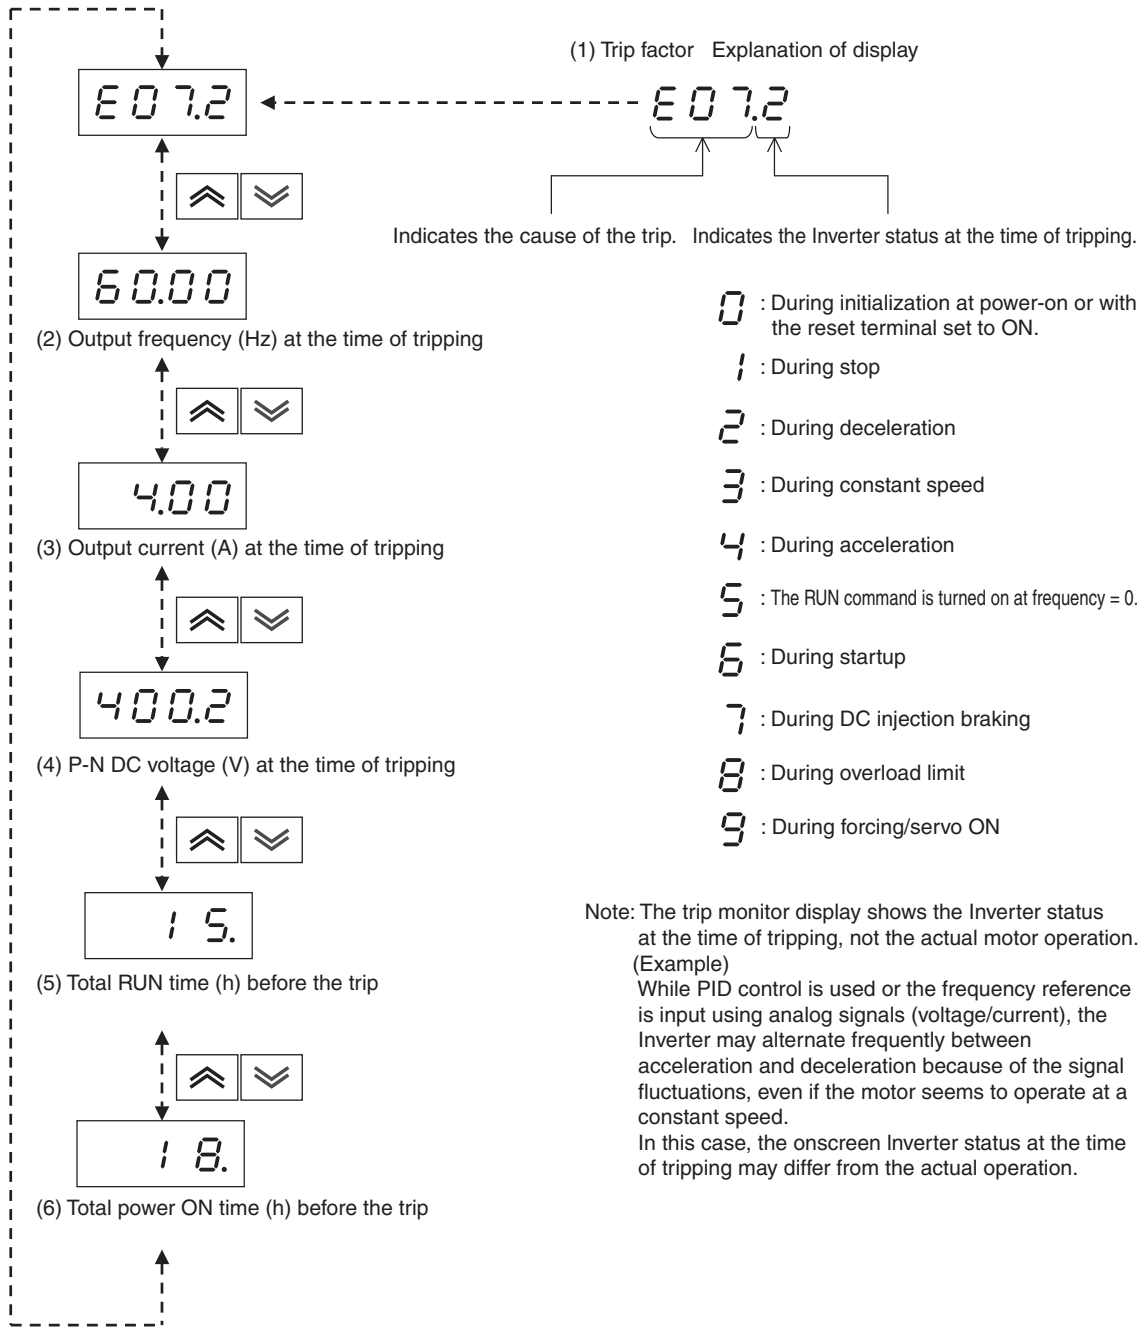 (1) Trip factor Explanation of display
E07.2
E07.2
Indicates the cause of the trip. Indicates the Inverter status at the time of tripping.
60.00
(2) Output frequency (Hz) at the time of tripping
4.00
(3) Output current (A) at the time of tripping
400.2
(4) P-N DC voltage (V) at the time of tripping
15.
(5) Total RUN time (h) before the trip
18.
(6) Total power ON time (h) before the trip
0 : During initialization at power-on or with
the reset terminal set to ON.
1 : During stop
2 : During deceleration
3 : During constant speed
4 : During acceleration
5 : The RUN command is turned on at frequency = 0.
6 : During startup
7 : During DC injection braking
8 : During overload limit
9 : During forcing/servo ON
Note: The trip monitor display shows the Inverter status
at the time of tripping, not the actual motor operation.
(Example)
While PID control is used or the frequency reference
is input using analog signals (voltage/current), the
Inverter may alternate frequently between
acceleration and deceleration because of the signal
fluctuations, even if the motor seems to operate at a
constant speed.
In this case, the onscreen Inverter status at the time
of tripping may differ from the actual operation.